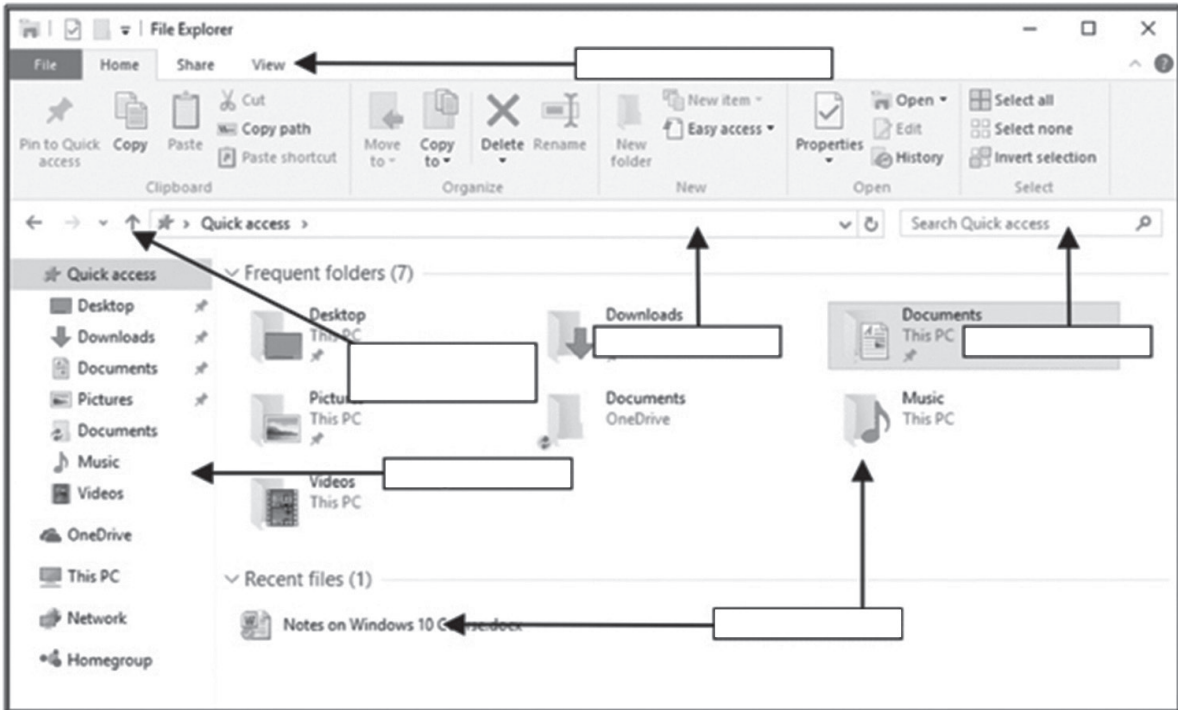 File Explorer
File Home Share View
Pin to Quick access
Copy
Paste
Cut
Copy path
Paste shortcut
Clipboard
Move to
Copy to
Delete
Rename
Organize
New folder
New item
Easy access
New
Properties
Open
Edit
History
Open
Select all
Select none
Invert selection
Select
Quick access
Search Quick access
Quick access
Desktop
Downloads
Documents
Pictures
Documents
Music
Videos
OneDrive
This PC
Network
Homegroup
Frequent folders (7)
Desktop
This PC
Downloads
Documents
This PC
This PC
Documents
OneDrive
Music
This PC
Videos
This PC
Recent files (1)
Notes on Windows 10